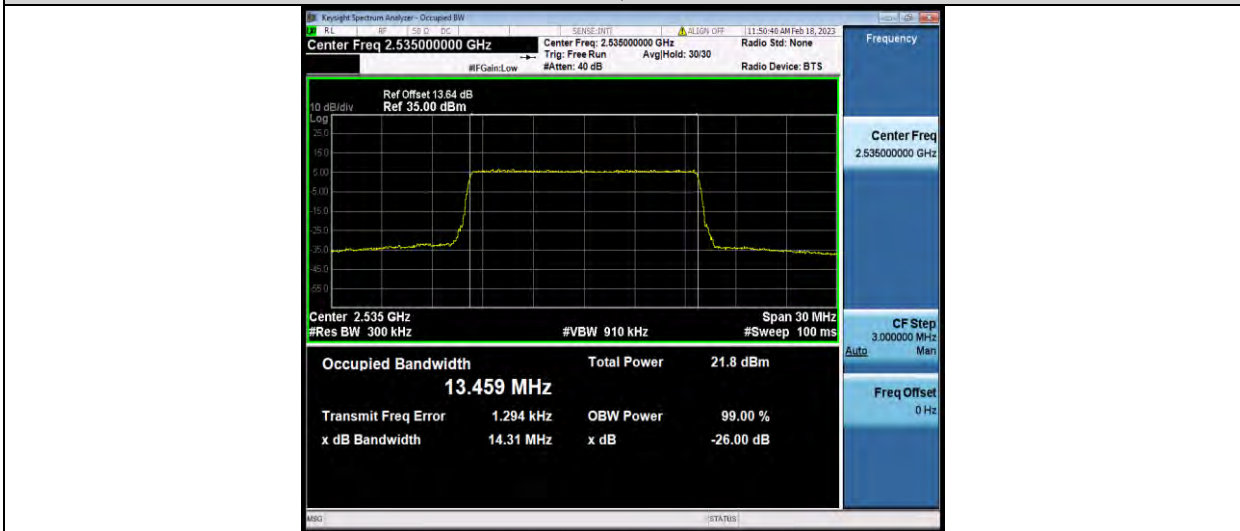 Keysight Spectrum Analyzer - Occupied BW
RL RF 50 Ω DC SENSE:INT ALIGN OFF 11:50:40 AM Feb 18, 2023
Center Freq 2.535000000 GHz
Center Freq: 2.535000000 GHz
Radio Std: None
Trig: Free Run Avg|Hold: 30/30
#IFGain:Low #Atten: 40 dB Radio Device: BTS
Ref Offset 13.64 dB
10 dB/div Ref 35.00 dBm
Log
25.0
15.0
5.00
-5.00
-15.0
-25.0
-35.0
-45.0
-55.0
Center 2.535 GHz Span 30 MHz
#Res BW 300 kHz #VBW 910 kHz #Sweep 100 ms
Occupied Bandwidth Total Power 21.8 dBm
13.459 MHz
Transmit Freq Error 1.294 kHz OBW Power 99.00 %
x dB Bandwidth 14.31 MHz x dB -26.00 dB
MSG STATUS
Frequency
Center Freq
2.535000000 GHz
CF Step
3.000000 MHz
Auto Man
Freq Offset
0 Hz